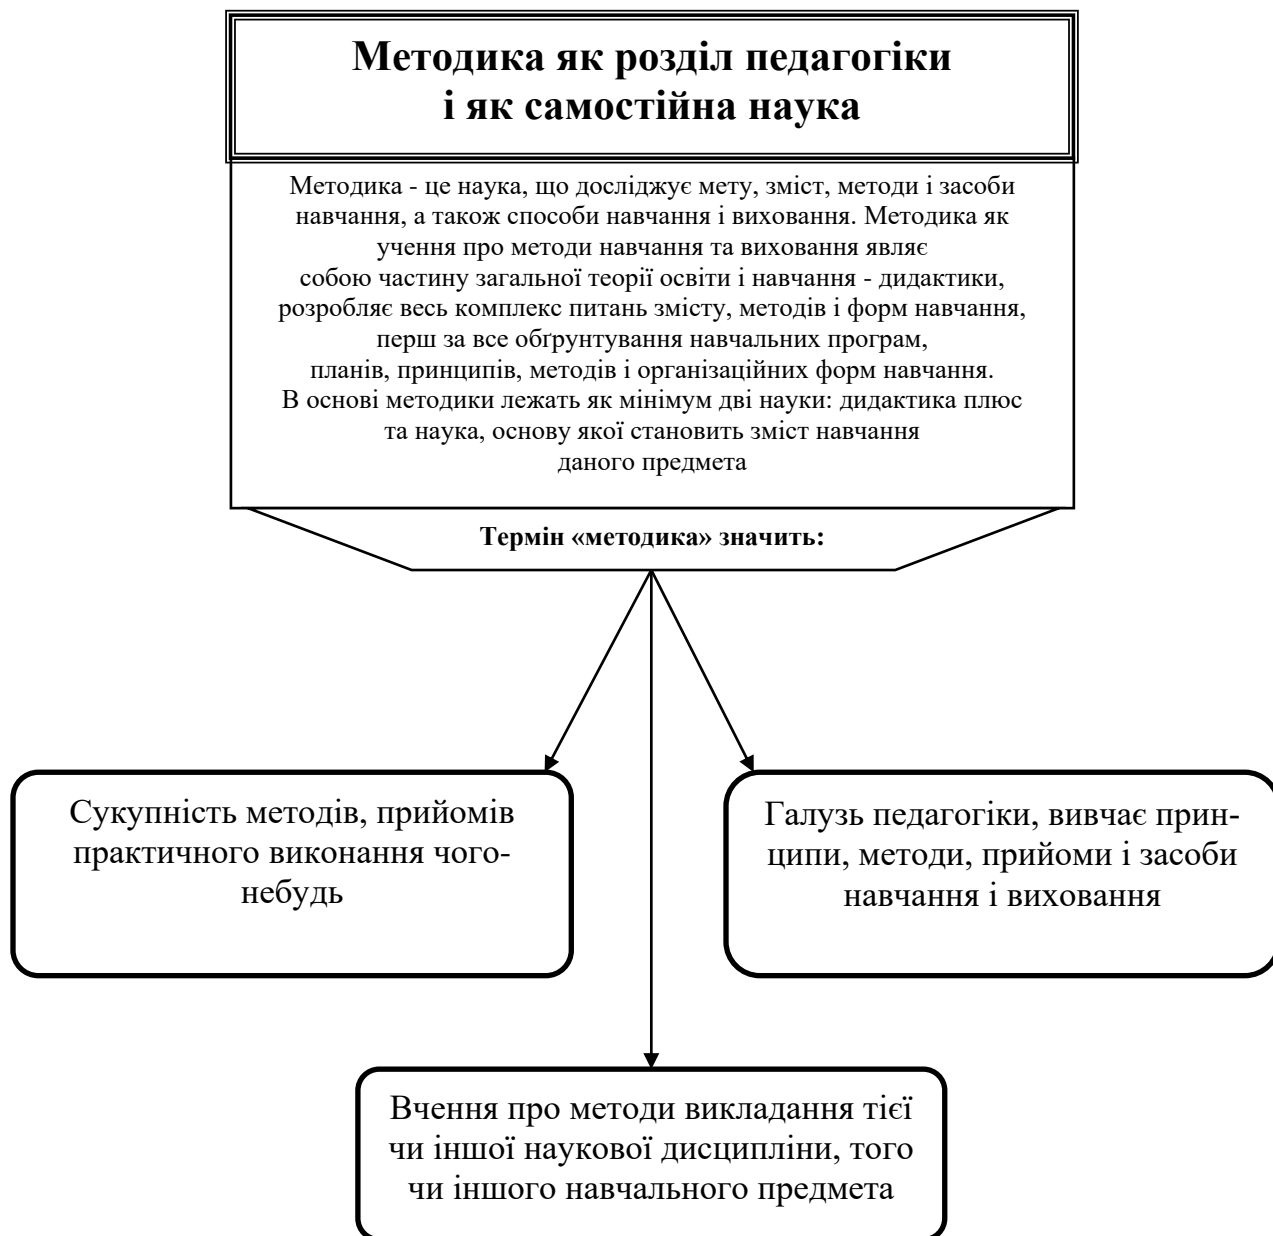 Методика як розділ педагогіки
і як самостійна наука
Методика - це наука, що досліджує мету, зміст, методи і засоби
навчання, а також способи навчання і виховання. Методика як
учення про методи навчання та виховання являє
собою частину загальної теорії освіти і навчання - дидактики,
розробляє весь комплекс питань змісту, методів і форм навчання,
перш за все обґрунтування навчальних програм,
планів, принципів, методів і організаційних форм навчання.
В основі методики лежать як мінімум дві науки: дидактика плюс
та наука, основу якої становить зміст навчання
даного предмета
Термін «методика» значить:
Сукупність методів, прийомів
практичного виконання чого-
небудь
Галузь педагогіки, вивчає прин-
ципи, методи, прийоми і засоби
навчання і виховання
Вчення про методи викладання тієї
чи іншої наукової дисципліни, того
чи іншого навчального предмета